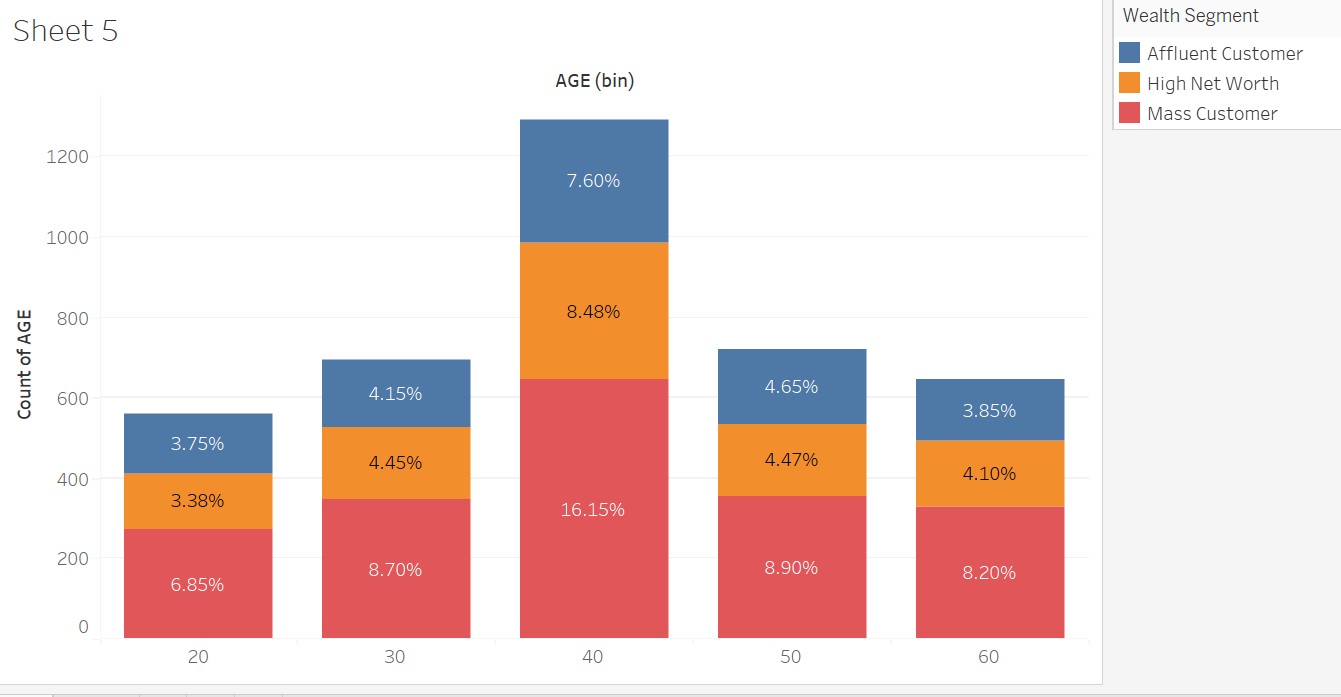 Sheet 5
Wealth Segment
Affluent Customer
High Net Worth
Mass Customer
AGE (bin)
Count of AGE
1200
1000
800
600
400
200
0
3.75%
3.38%
6.85%
4.15%
4.45%
8.70%
7.60%
8.48%
16.15%
4.65%
4.47%
8.90%
3.85%
4.10%
8.20%
20 30 40 50 60